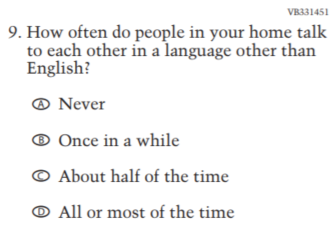 VB331451
9. How often do people in your home talk
to each other in a language other than
English?
Ⓐ Never
Ⓑ Once in a while
Ⓒ About half of the time
Ⓓ All or most of the time